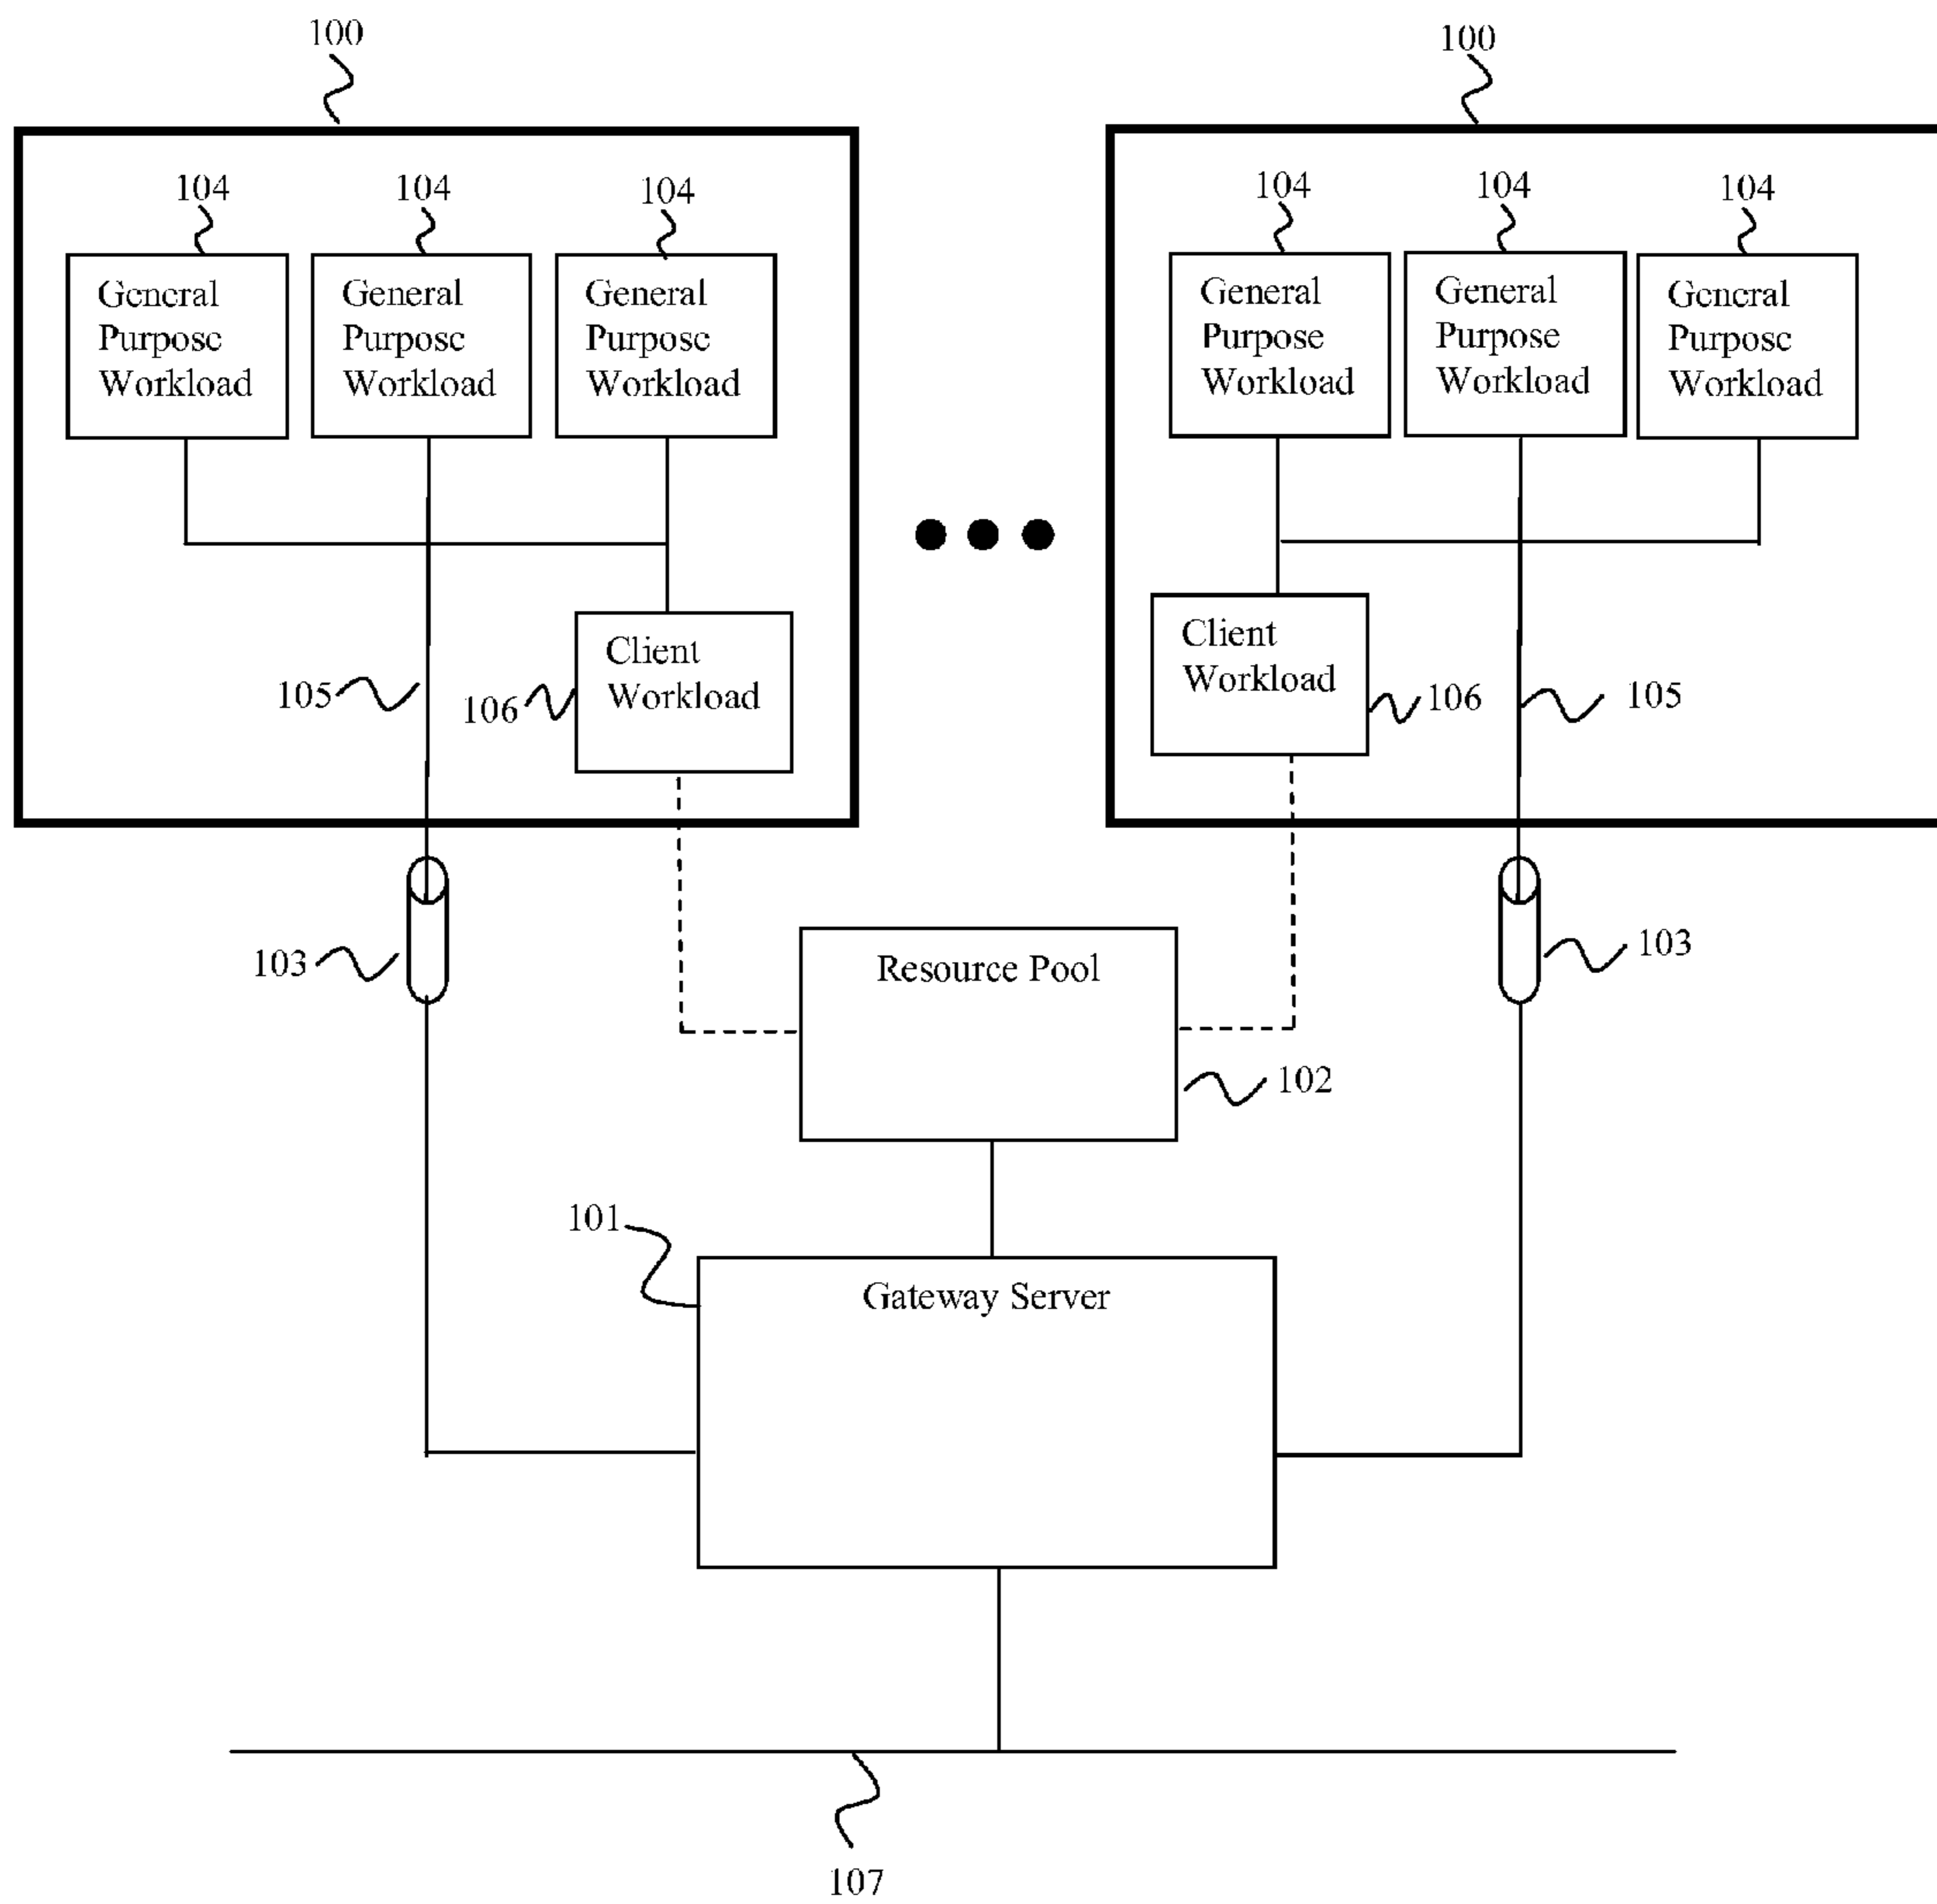 100
100
104
104
104
104
104
104
General
Purpose
Workload
General
Purpose
Workload
General
Purpose
Workload
General
Purpose
Workload
General
Purpose
Workload
General
Purpose
Workload
Client
Workload
Client
Workload
105
106
106
105
103
103
Resource Pool
102
101
Gateway Server
107